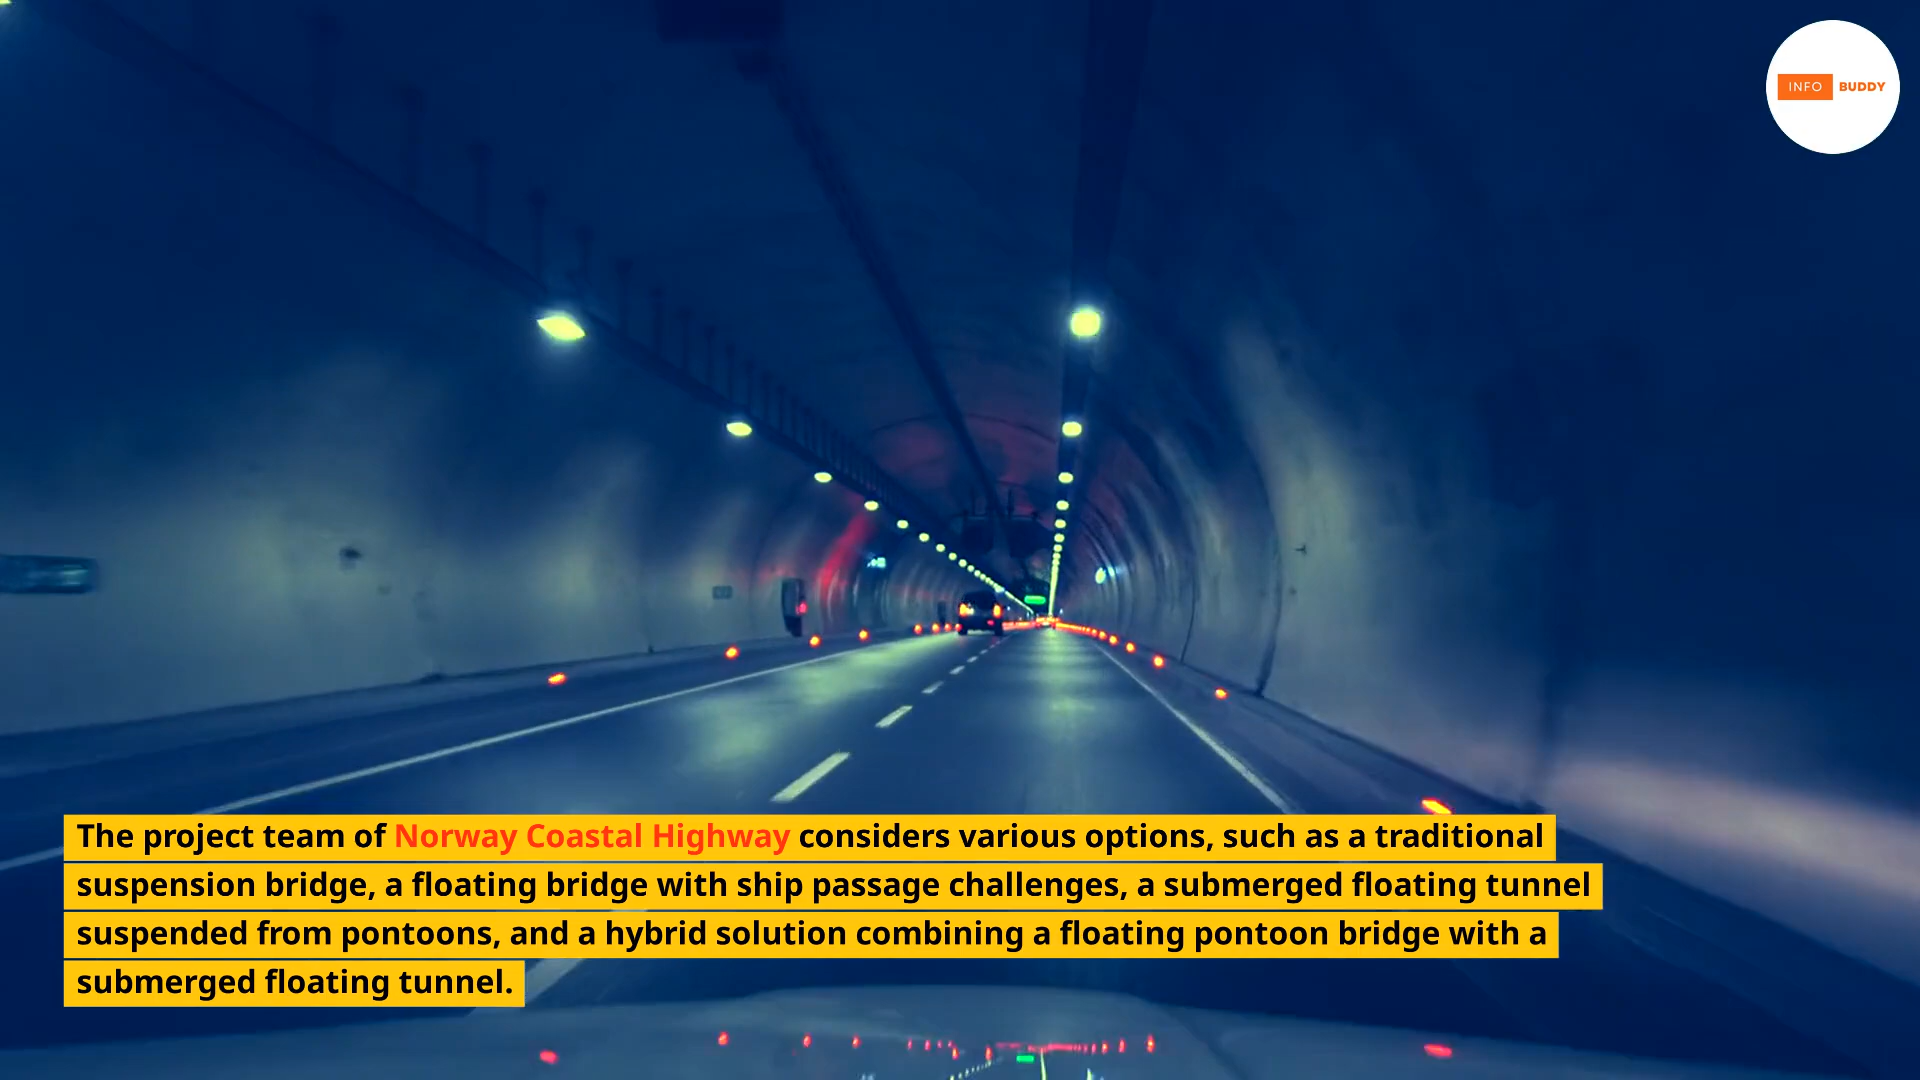 INFO BUDDY
The project team of Norway Coastal Highway considers various options, such as a traditional
suspension bridge, a floating bridge with ship passage challenges, a submerged floating tunnel
suspended from pontoons, and a hybrid solution combining a floating pontoon bridge with a
submerged floating tunnel.